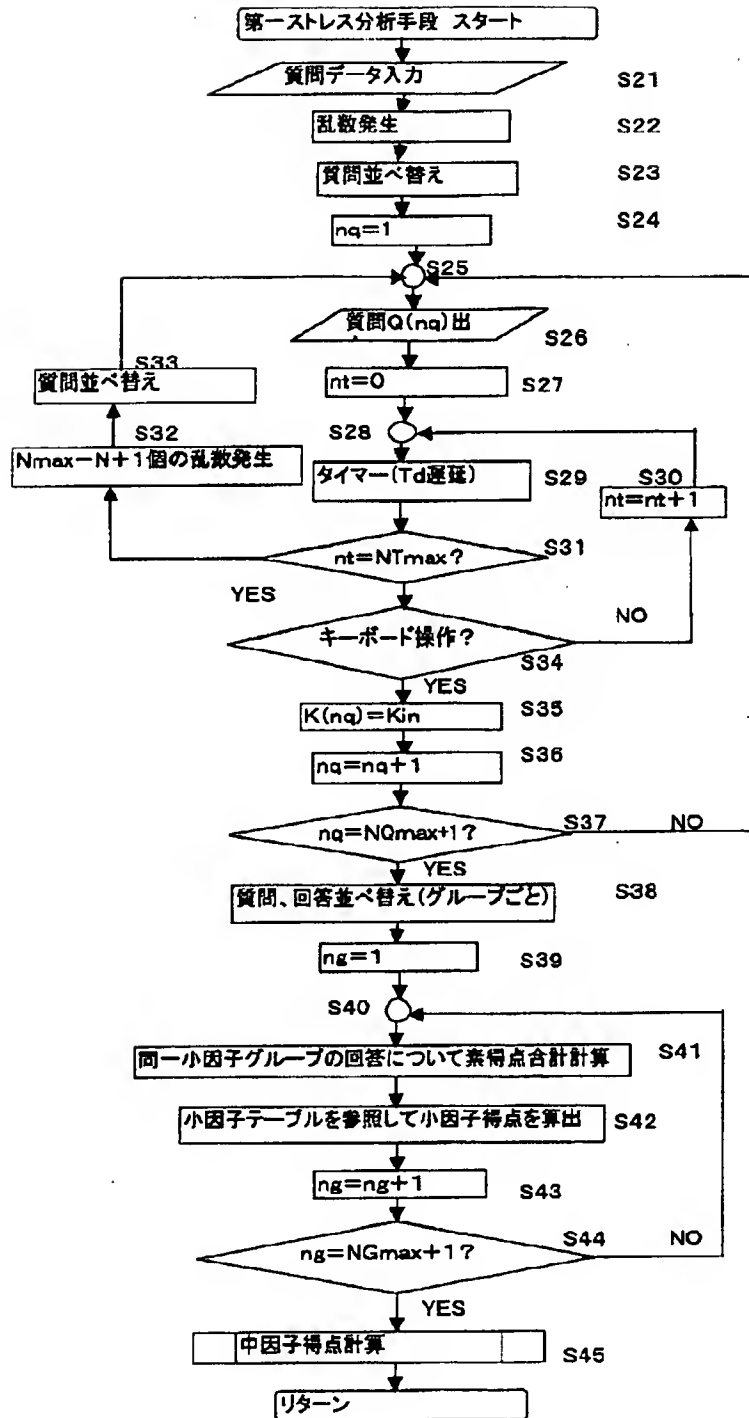 第一ストレス分析手段 スタート
質問データ入力
S21
乱数発生
S22
質問並べ替え
S23
nq=1
S24
S25
質問Q(nq)出
S26
nt=0
S27
S28
タイマー(Td遅延)
S29
S30
nt=nt+1
nt=NTmax?
S31
YES
S32
Nmax-N+1個の乱数発生
S33
質問並べ替え
キーボード操作?
NO
S34
YES
K(nq)=Kin
S35
nq=nq+1
S36
nq=NQmax+1?
S37
NO
YES
質問、回答並べ替え(グループごと)
S38
ng=1
S39
S40
同一小因子グループの回答について素得点合計計算
S41
小因子テーブルを参照して小因子得点を算出
S42
ng=ng+1
S43
ng=NGmax+1?
S44
NO
YES
中因子得点計算
S45
リターン